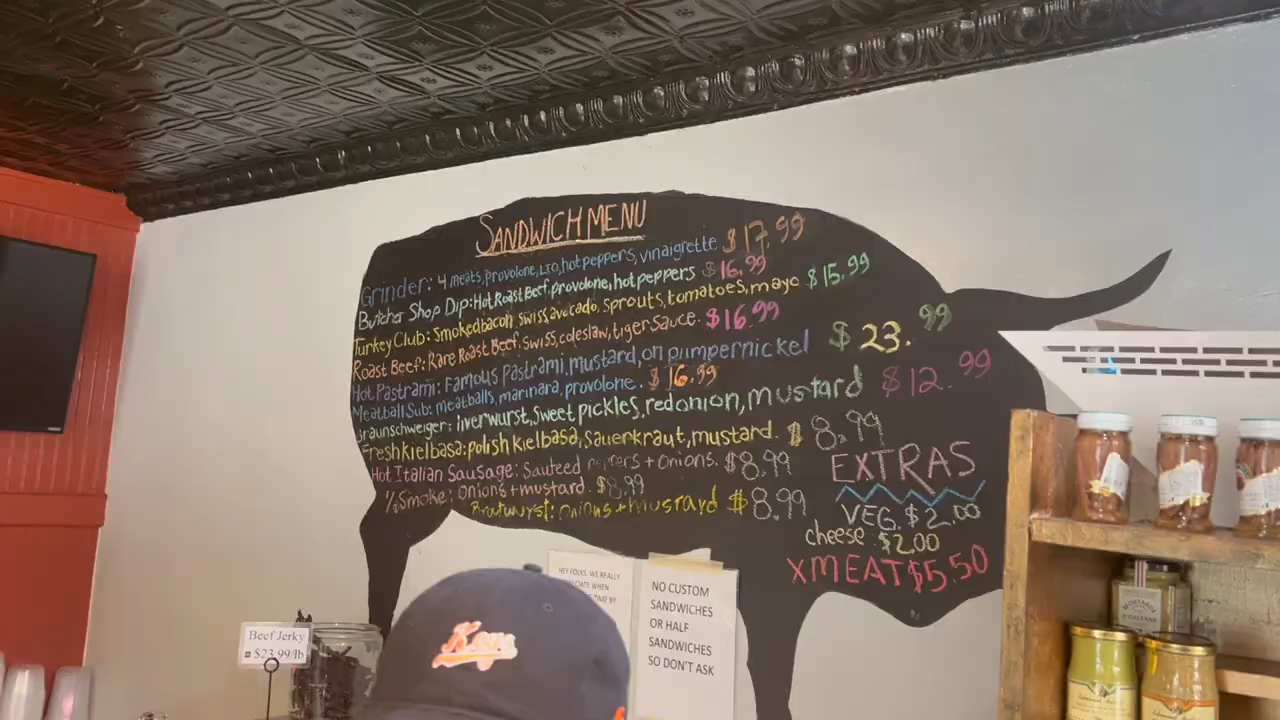 SANDWICH MENU
Grinder: 4 meats, provolone, LTO, hot peppers, vinaigrette $17.99
Butcher Shop Dip: Hot Roast Beef, provolone, hot peppers $16.99
Turkey Club: Smoked bacon, swiss, avocado, sprouts, tomatoes, mayo $15.99
Roast Beef: Rare Roast Beef, Swiss, coleslaw, tiger sauce. $16.99
Hot Pastrami: Famous Pastrami, mustard, on pumpernickel $23.99
Meatball Sub: meatballs, marinara, provolone. $16.99
Braunschweiger: liverwurst, sweet pickles, red onion, mustard $12.99
Fresh kielbasa: polish kielbasa, sauerkraut, mustard. $8.99
Hot Italian Sausage: Sauteed peppers + onions. $8.99
1/2 Smoke: onions + mustard. $8.99
Bratwurst: onions + mustard $8.99
EXTRAS
VEG. $2.00
cheese $2.00
XMEAT $5.50
HEY FOLKS, WE REALLY
WHEN
TIME BY
NO CUSTOM
SANDWICHES
OR HALF
SANDWICHES
SO DON'T ASK
Beef Jerky
$23.99/lb